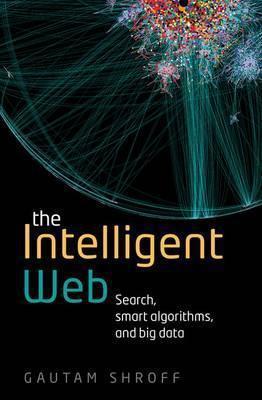 the
Intelligent
Web
Search,
smart algorithms,
and big data
GAUTAM SHROFF